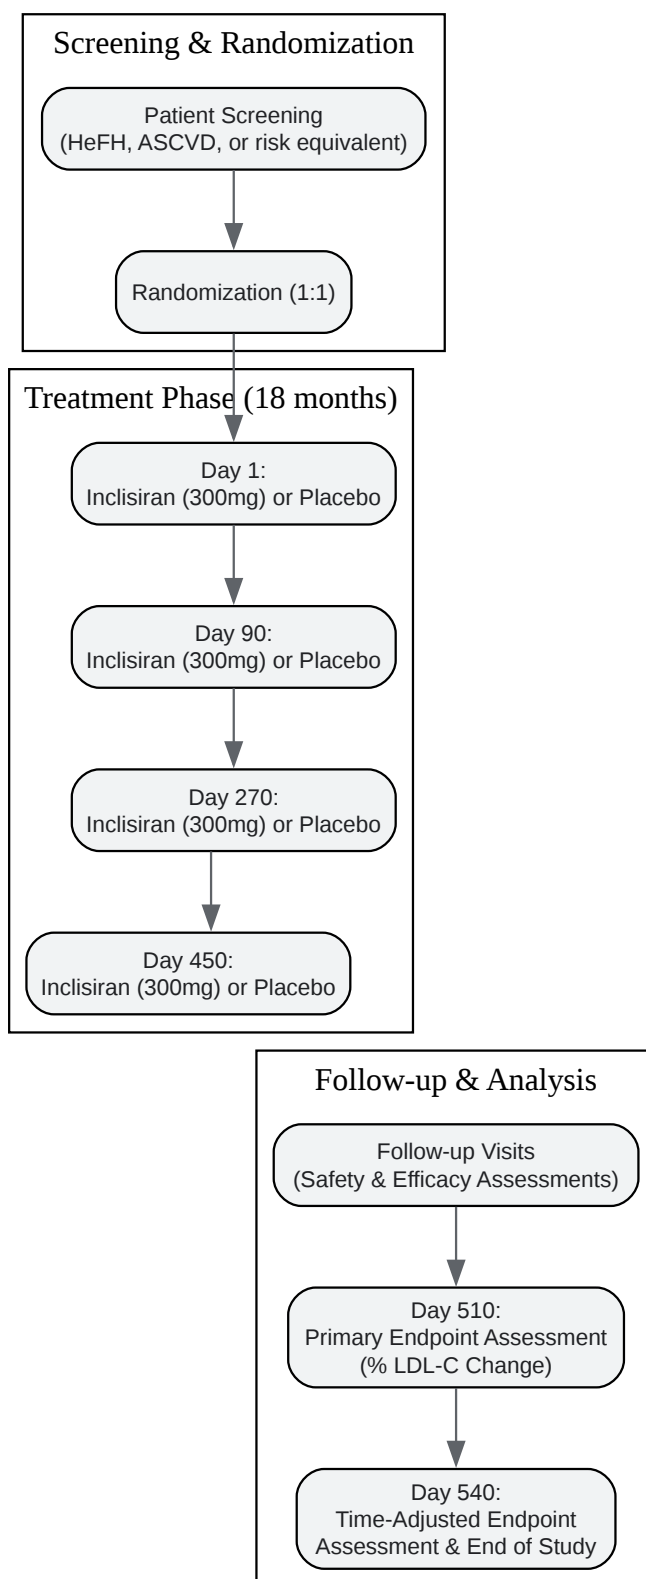 Screening & Randomization
Patient Screening
(HeFH, ASCVD, or risk equivalent)
Randomization (1:1)
Treatment Phase (18 months)
Day 1:
Inclisiran (300mg) or Placebo
Day 90:
Inclisiran (300mg) or Placebo
Day 270:
Inclisiran (300mg) or Placebo
Day 450:
Inclisiran (300mg) or Placebo
Follow-up & Analysis
Follow-up Visits
(Safety & Efficacy Assessments)
Day 510:
Primary Endpoint Assessment
(% LDL-C Change)
Day 540:
Time-Adjusted Endpoint
Assessment & End of Study